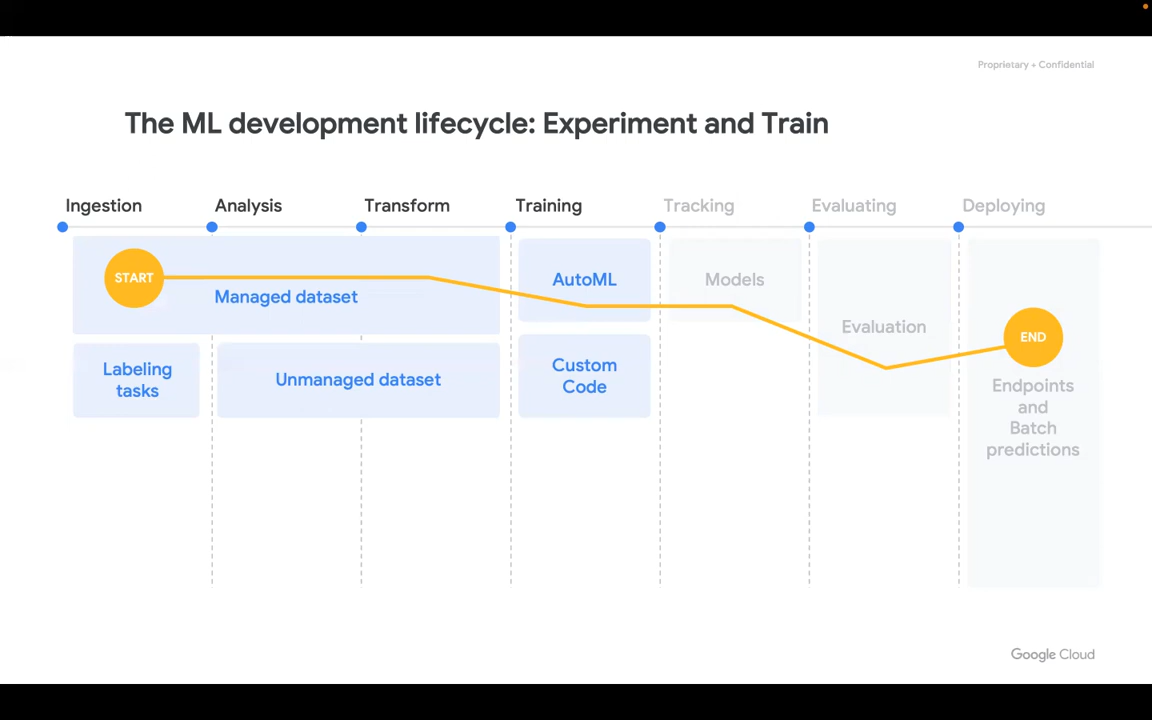 Proprietary + Confidential
The ML development lifecycle: Experiment and Train
Ingestion
Analysis
Transform
Training
Tracking
Evaluating
Deploying
START
Managed dataset
AutoML
Models
Evaluation
END
Labeling
tasks
Unmanaged dataset
Custom
Code
Endpoints
and
Batch
predictions
Google Cloud